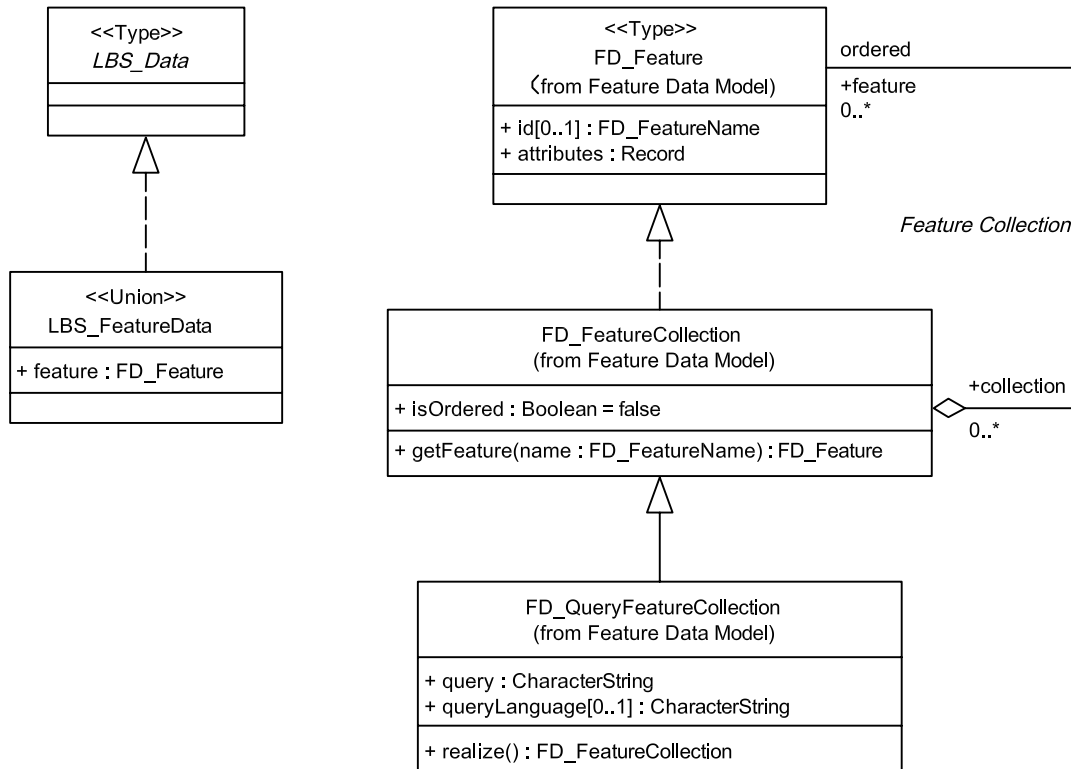 <<Type>>
LBS_Data
<<Union>>
LBS_FeatureData
+ feature : FD_Feature
<<Type>>
FD_Feature
(from Feature Data Model)
+ id[0..1] : FD_FeatureName
+ attributes : Record
ordered
+feature
0..*
Feature Collection
FD_FeatureCollection
(from Feature Data Model)
+ isOrdered : Boolean = false
+ getFeature(name : FD_FeatureName) : FD_Feature
+collection
0..*
FD_QueryFeatureCollection
(from Feature Data Model)
+ query : CharacterString
+ queryLanguage[0..1] : CharacterString
+ realize() : FD_FeatureCollection